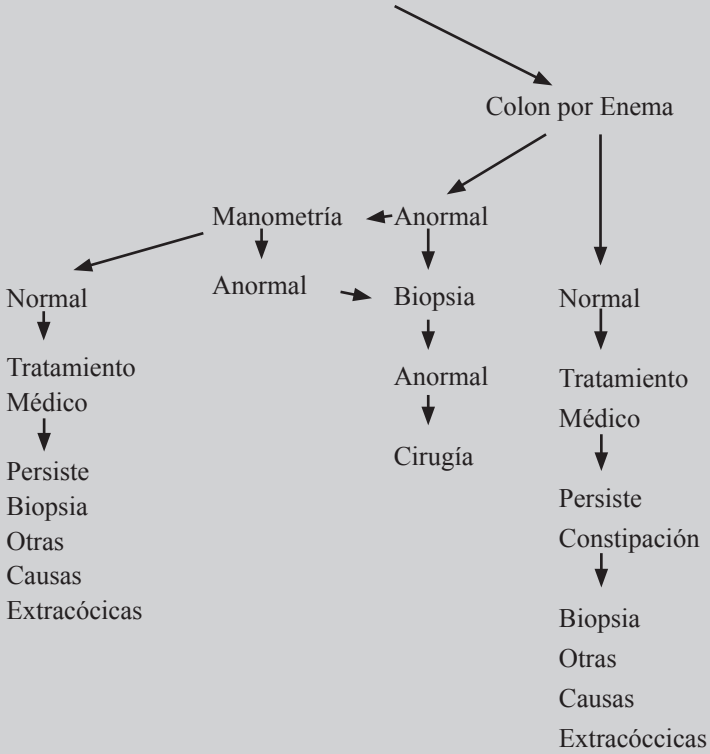 Colon por Enema
Manometría
Anormal
Anormal
Biopsia
Anormal
Cirugía
Normal
Tratamiento
Médico
Persiste
Biopsia
Otras
Causas
Extracócicas
Normal
Tratamiento
Médico
Persiste
Constipación
Biopsia
Otras
Causas
Extracóccicas